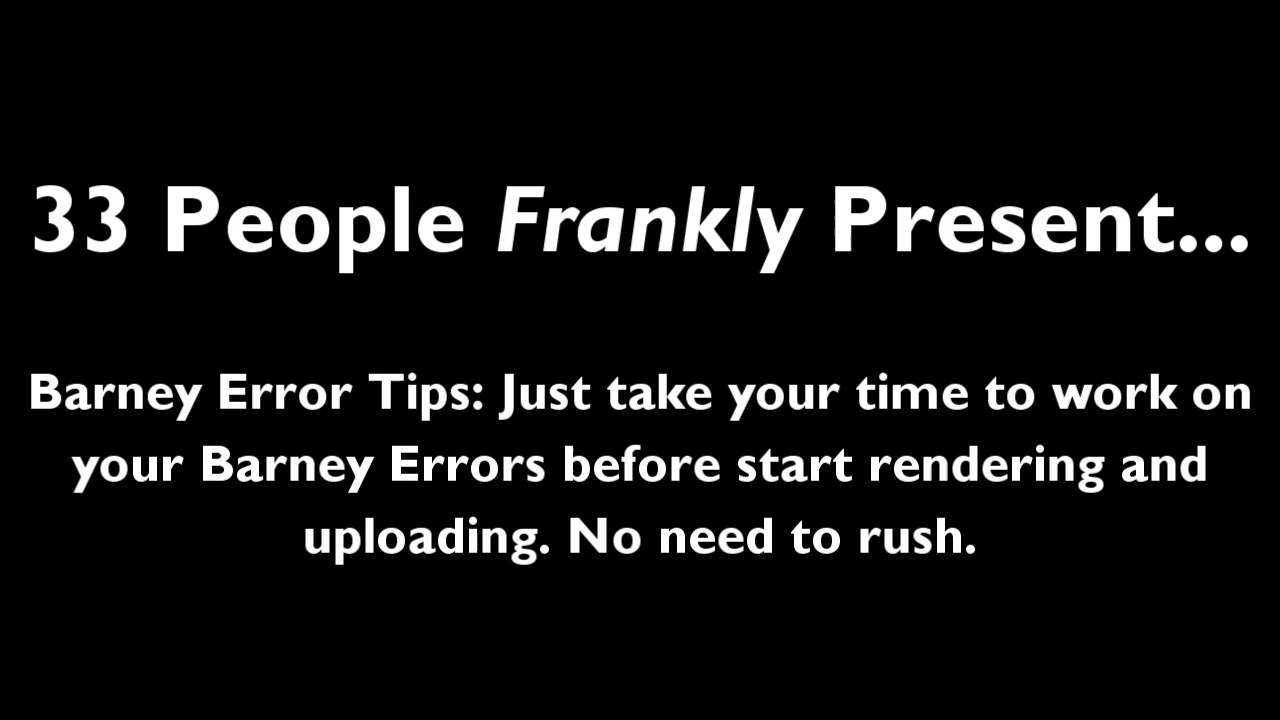 33 People Frankly Present...
Barney Error Tips: Just take your time to work on
your Barney Errors before start rendering and
uploading. No need to rush.